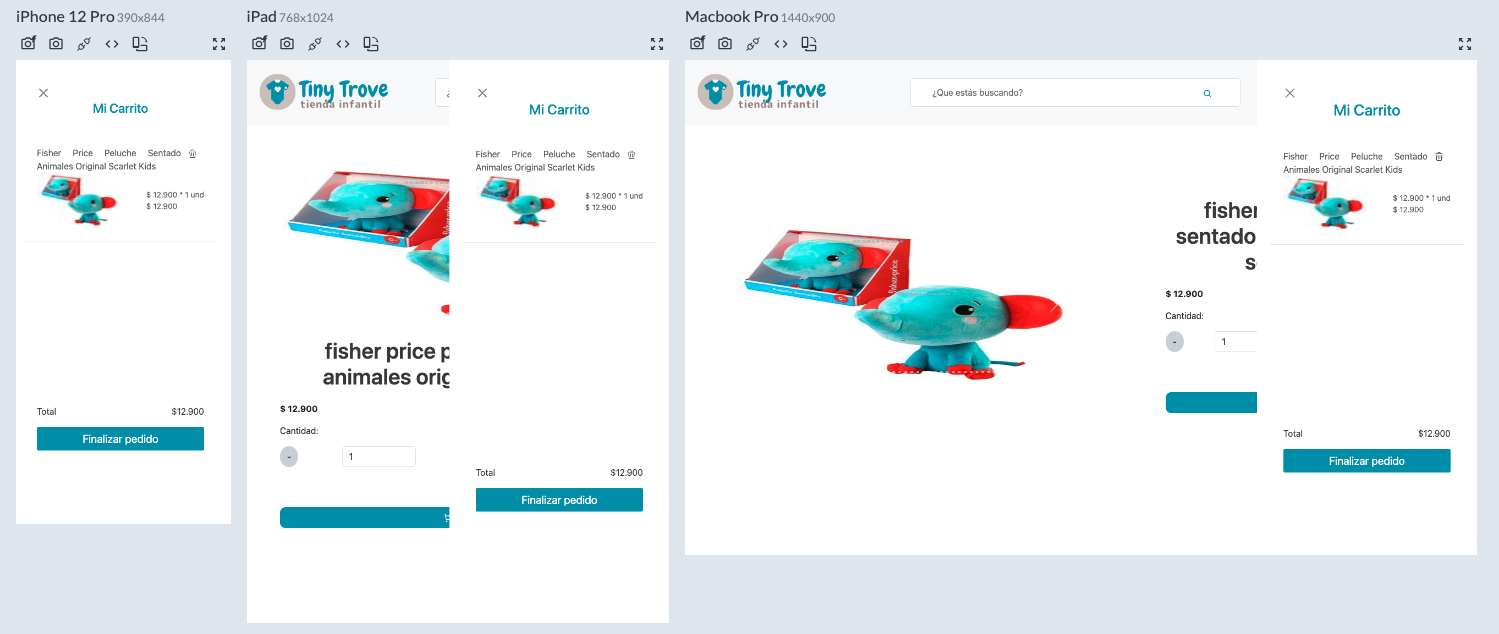 iPhone 12 Pro 390x844
Mi Carrito
Fisher Price Peluche Sentado
Animales Original Scarlet Kids
$ 12.900 * 1 und
$ 12.900
Total $12.900
Finalizar pedido
iPad 768x1024
Tiny Trove
tienda infantil
fisher price p
animales orig
$ 12.900
Cantidad:
- 1
Mi Carrito
Fisher Price Peluche Sentado
Animales Original Scarlet Kids
$ 12.900 * 1 und
$ 12.900
Total $12.900
Finalizar pedido
Macbook Pro 1440x900
Tiny Trove
tienda infantil
¿Que estás buscando?
fisher
sentado
s
$ 12.900
Cantidad:
- 1
Mi Carrito
Fisher Price Peluche Sentado
Animales Original Scarlet Kids
$ 12.900 * 1 und
$ 12.900
Total $12.900
Finalizar pedido